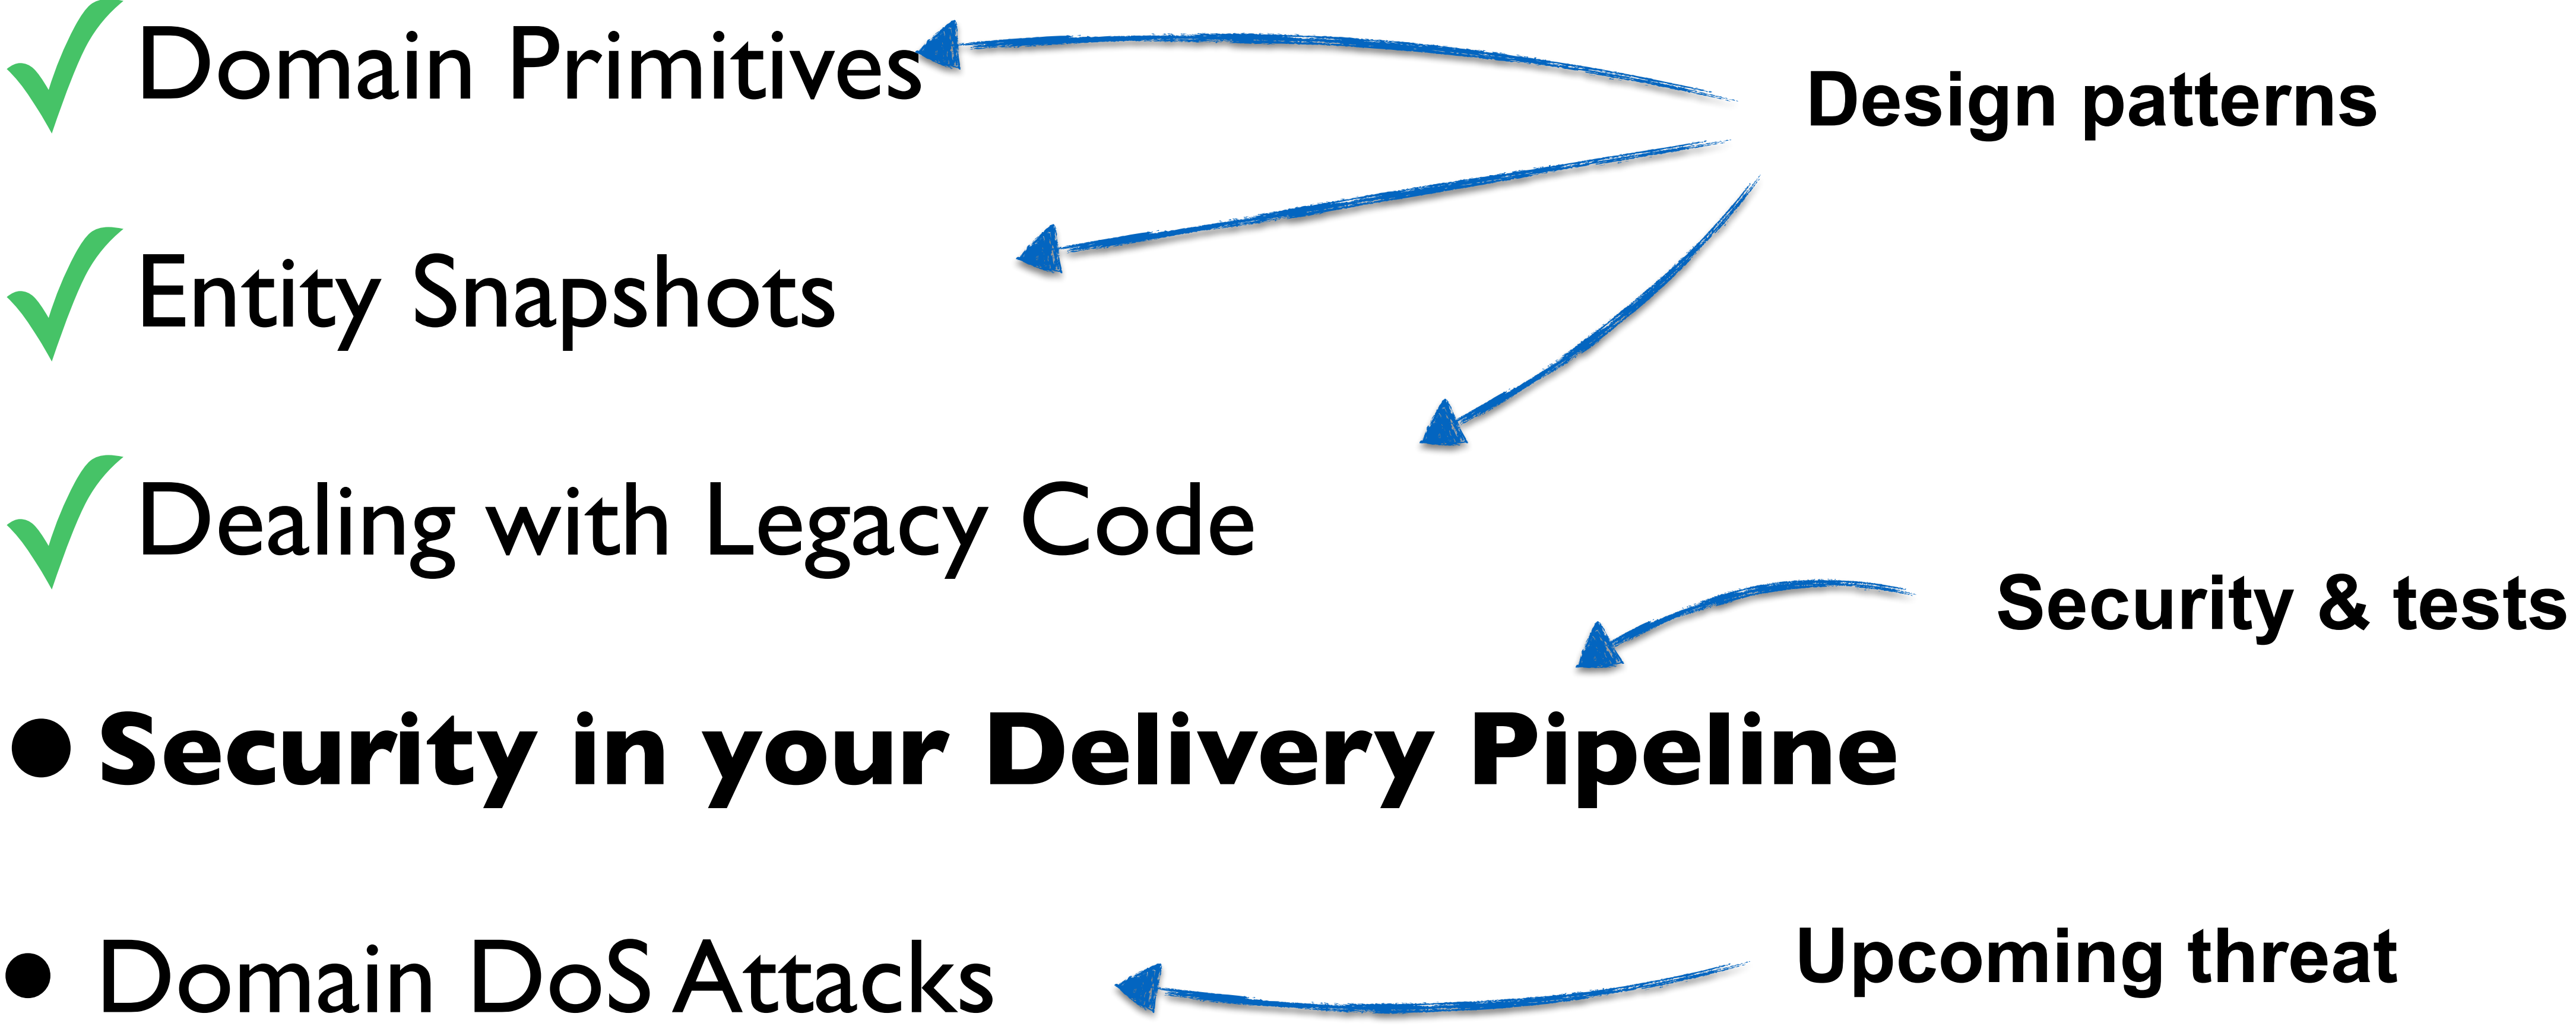 Domain Primitives
Design patterns
Entity Snapshots
Dealing with Legacy Code
Security & tests
Security in your Delivery Pipeline
Domain DoS Attacks
Upcoming threat